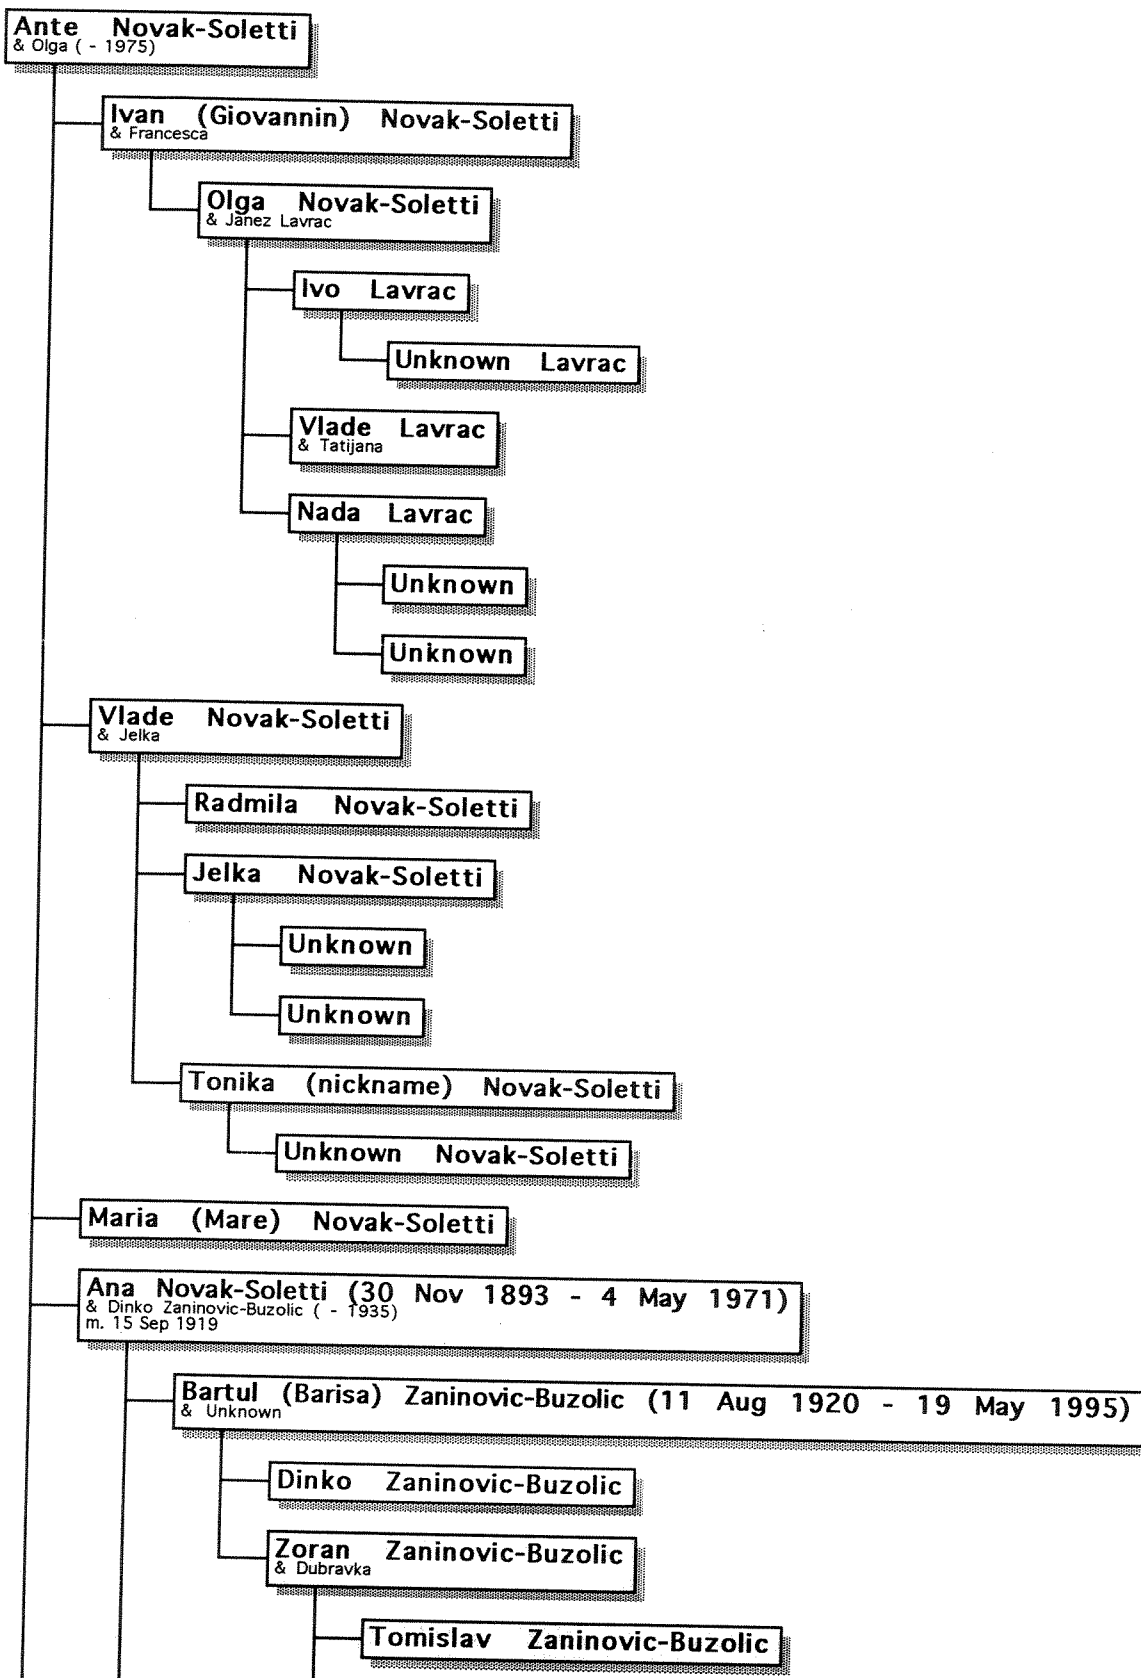 Ante Novak-Soletti
& Olga ( - 1975)
Ivan (Giovannin) Novak-Soletti
& Francesca
Olga Novak-Soletti
& Janez Lavrac
Ivo Lavrac
Unknown Lavrac
Vlade Lavrac
& Tatijana
Nada Lavrac
Unknown
Unknown
Vlade Novak-Soletti
& Jelka
Radmila Novak-Soletti
Jelka Novak-Soletti
Unknown
Unknown
Tonika (nickname) Novak-Soletti
Unknown Novak-Soletti
Maria (Mare) Novak-Soletti
Ana Novak-Soletti (30 Nov 1893 - 4 May 1971)
& Dinko Zaninovic-Buzolic ( - 1935)
m. 15 Sep 1919
Bartul (Barisa) Zaninovic-Buzolic (11 Aug 1920 - 19 May 1995)
& Unknown
Dinko Zaninovic-Buzolic
Zoran Zaninovic-Buzolic
& Dubravka
Tomislav Zaninovic-Buzolic